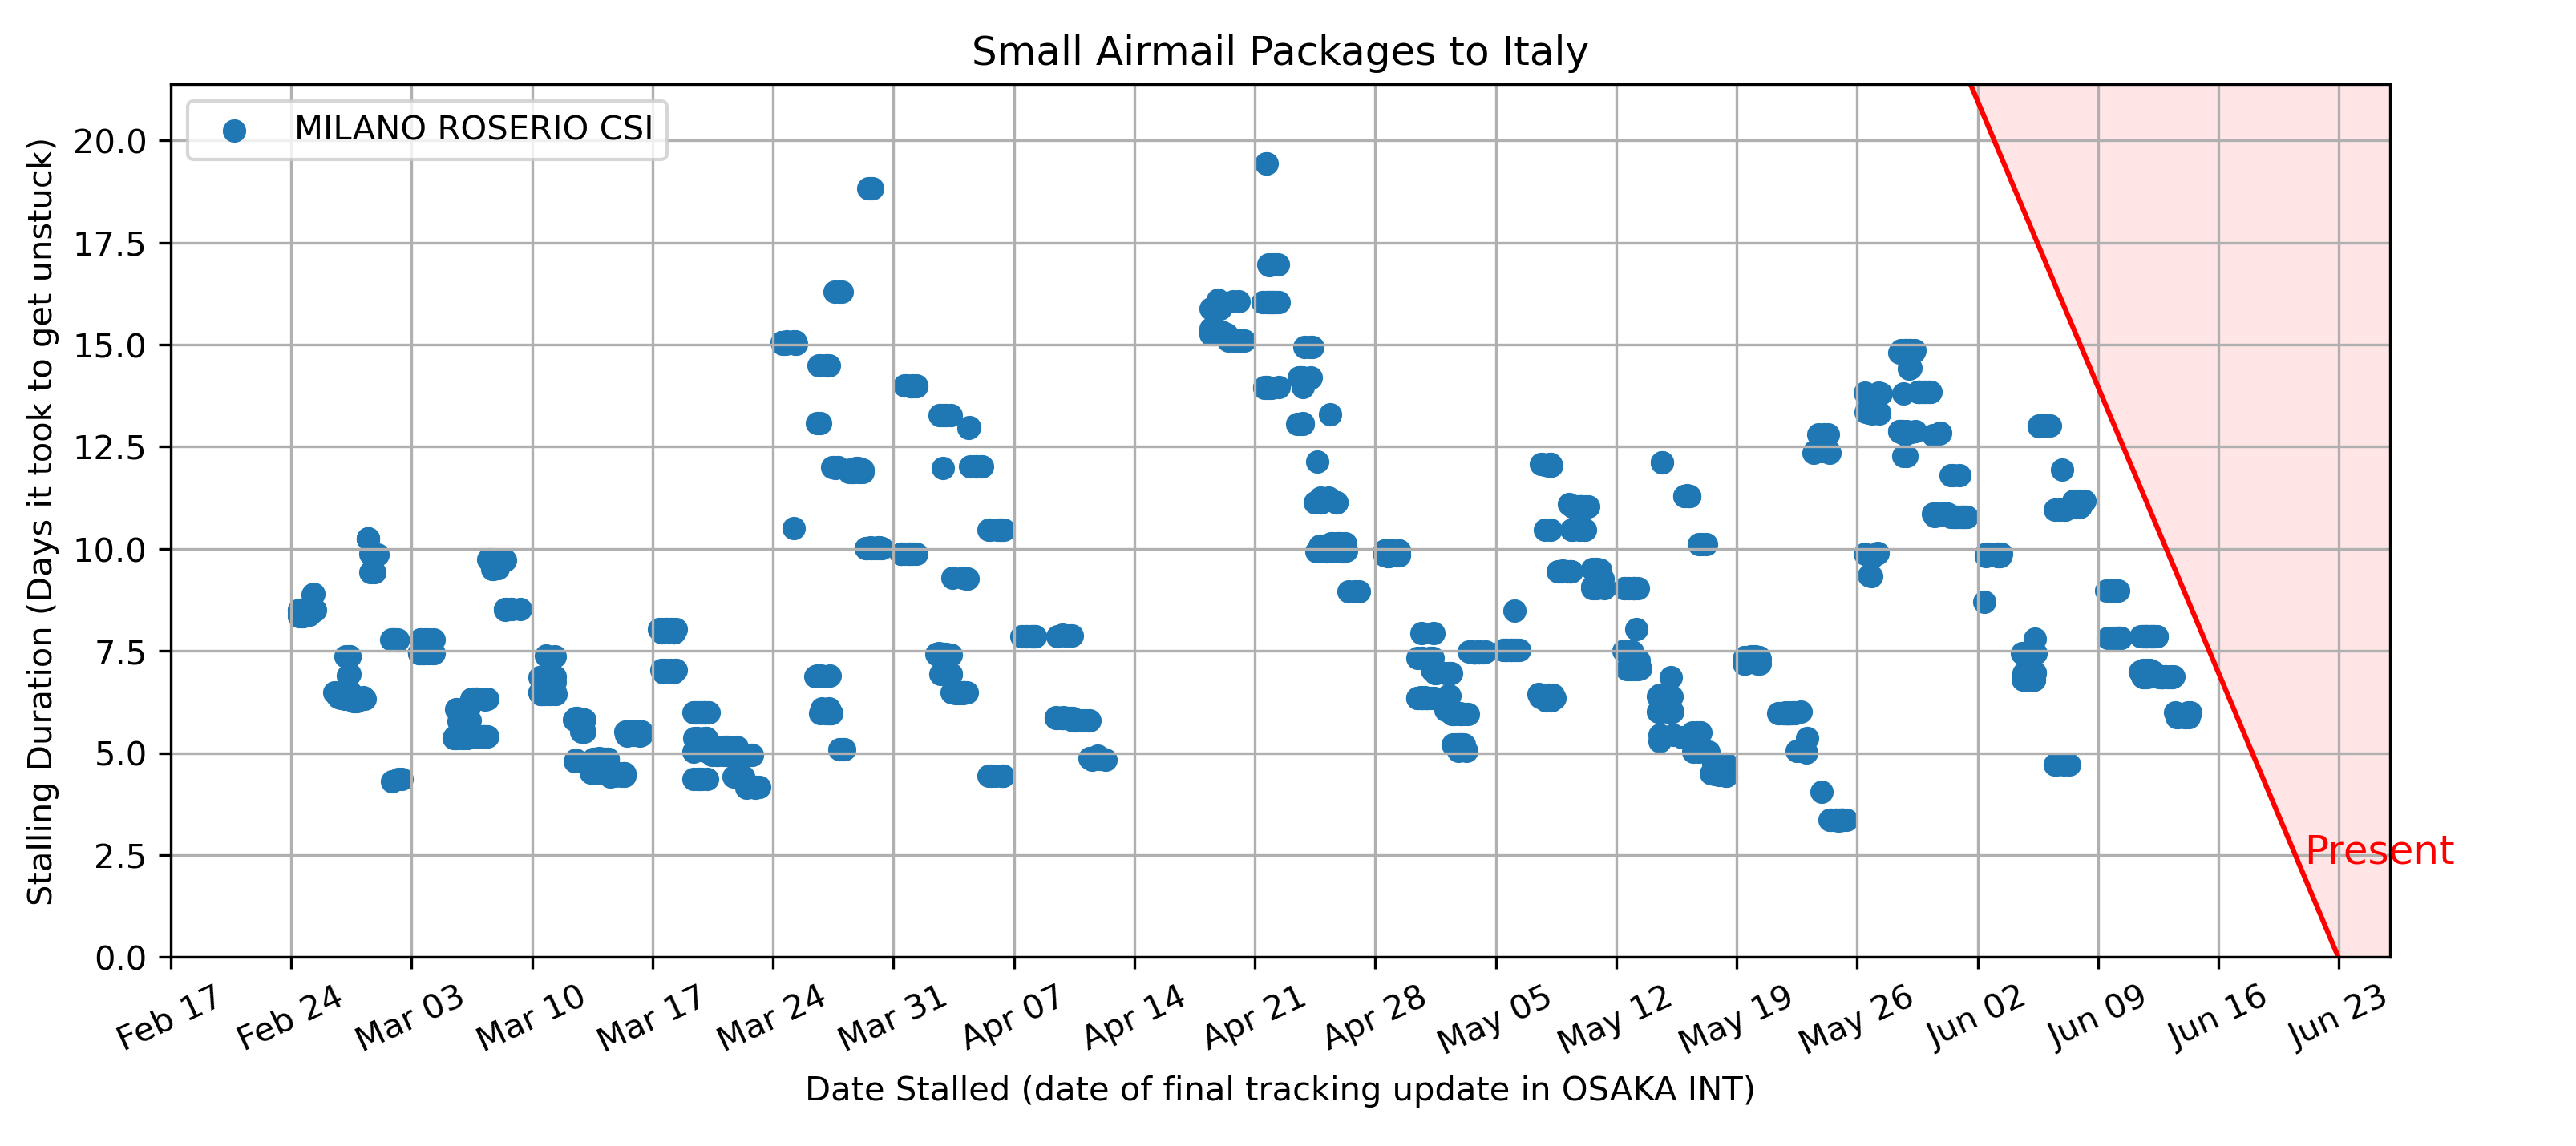 Small Airmail Packages to Italy
MILANO ROSERIO CSI
Stalling Duration (Days it took to get unstuck)
20.0
17.5
15.0
12.5
10.0
7.5
5.0
2.5
0.0
Present
Feb 17 Feb 24 Mar 03 Mar 10 Mar 17 Mar 24 Mar 31 Apr 07 Apr 14 Apr 21 Apr 28 May 05 May 12 May 19 May 26 Jun 02 Jun 09 Jun 16 Jun 23
Date Stalled (date of final tracking update in OSAKA INT)